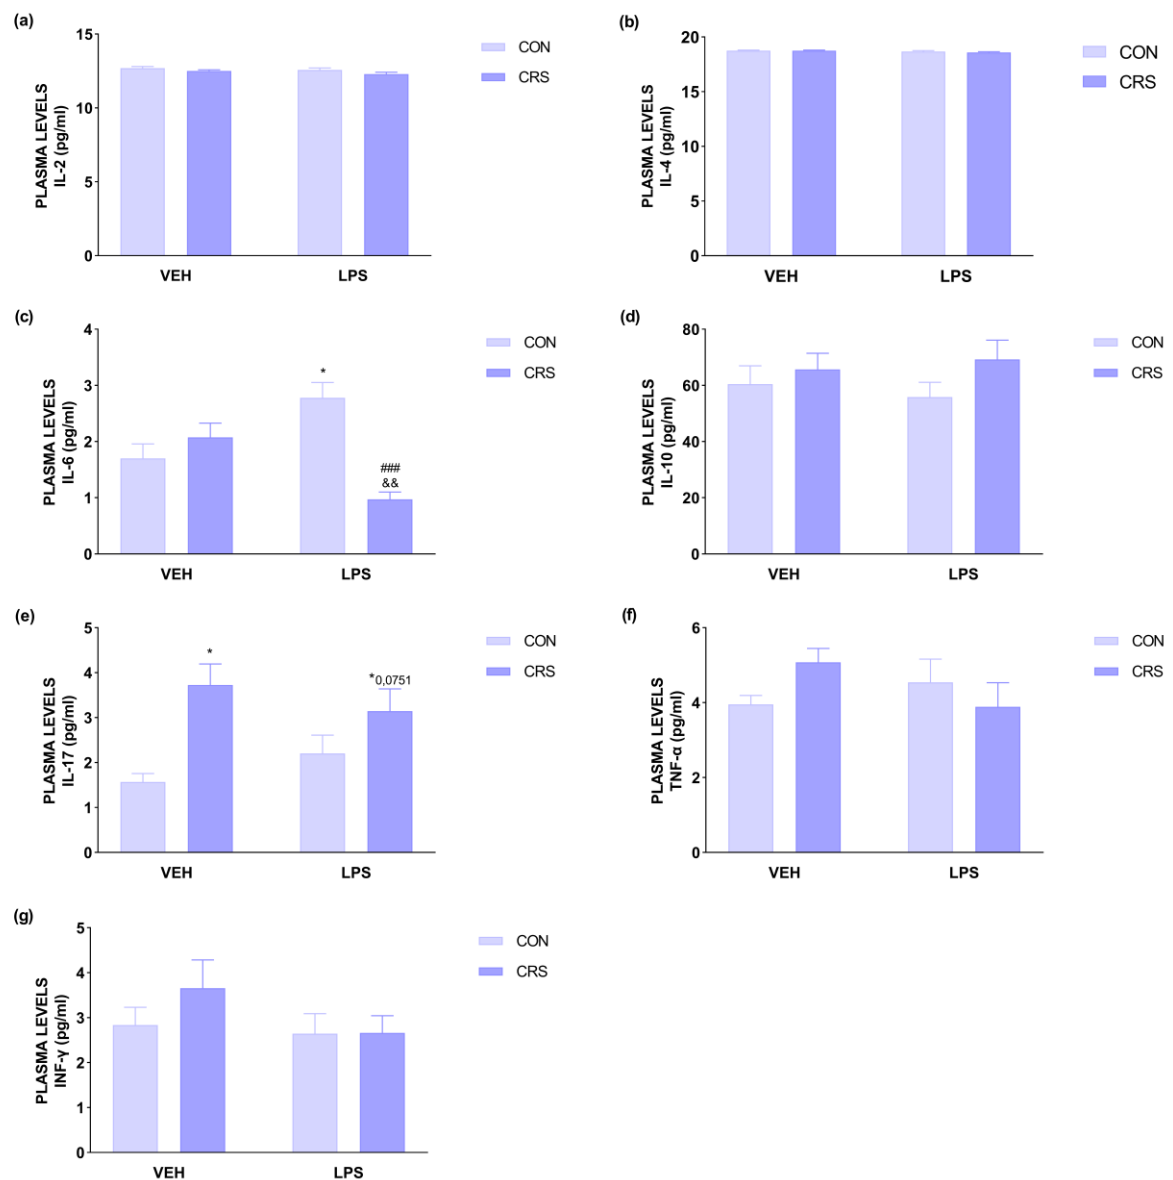 (a)
PLASMA LEVELS
IL-2 (pg/ml)
15
10
5
0
VEH
LPS
CON
CRS
(b)
PLASMA LEVELS
IL-4 (pg/ml)
20
15
10
5
0
VEH
LPS
CON
CRS
(c)
PLASMA LEVELS
IL-6 (pg/ml)
4
3
2
1
0
*
###
&&
VEH
LPS
CON
CRS
(d)
PLASMA LEVELS
IL-10 (pg/ml)
80
60
40
20
0
VEH
LPS
CON
CRS
(e)
PLASMA LEVELS
IL-17 (pg/ml)
5
4
3
2
1
0
*
*0,0751
VEH
LPS
CON
CRS
(f)
PLASMA LEVELS
TNF-α (pg/ml)
6
4
2
0
VEH
LPS
CON
CRS
(g)
PLASMA LEVELS
INF-γ (pg/ml)
5
4
3
2
1
0
VEH
LPS
CON
CRS